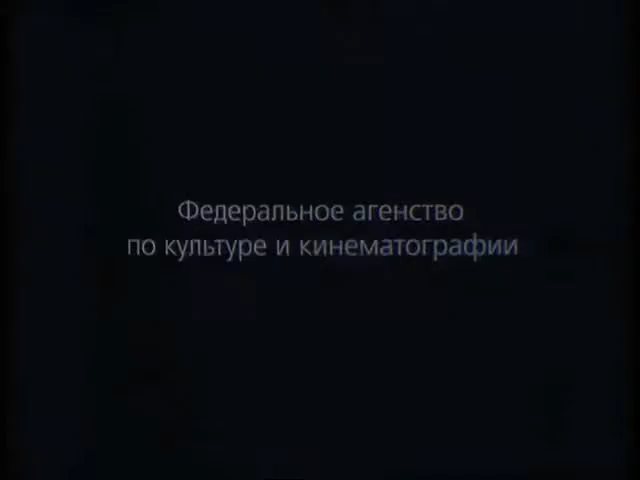 Федеральное агенство
по культуре и кинематографии